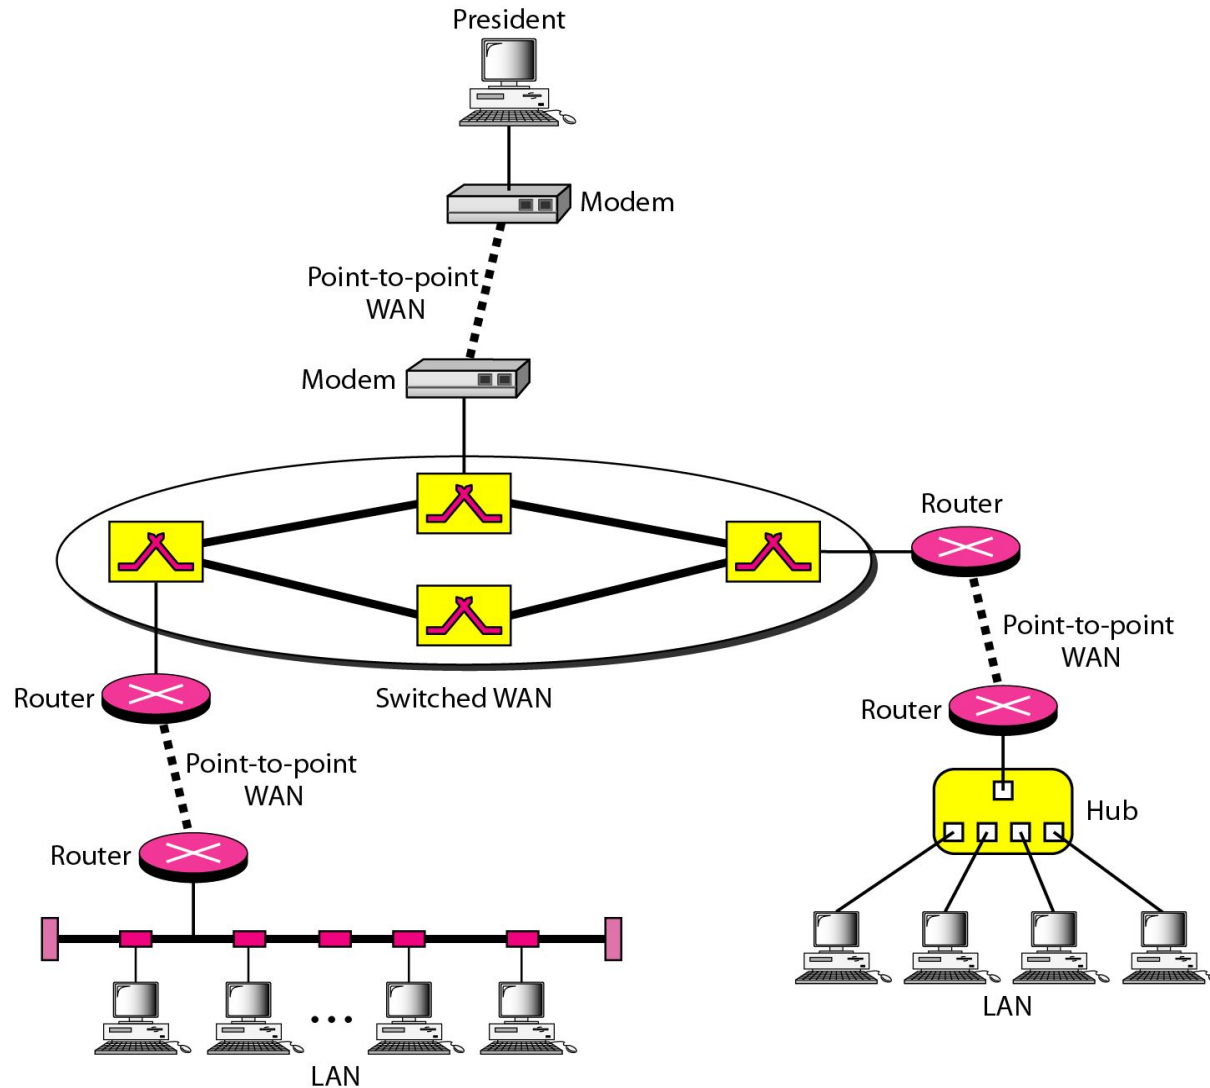 President
Modem
Point-to-point
WAN
Modem
Router
Point-to-point
WAN
Router
Switched WAN
Router
Point-to-point
WAN
Router
Hub
LAN
LAN